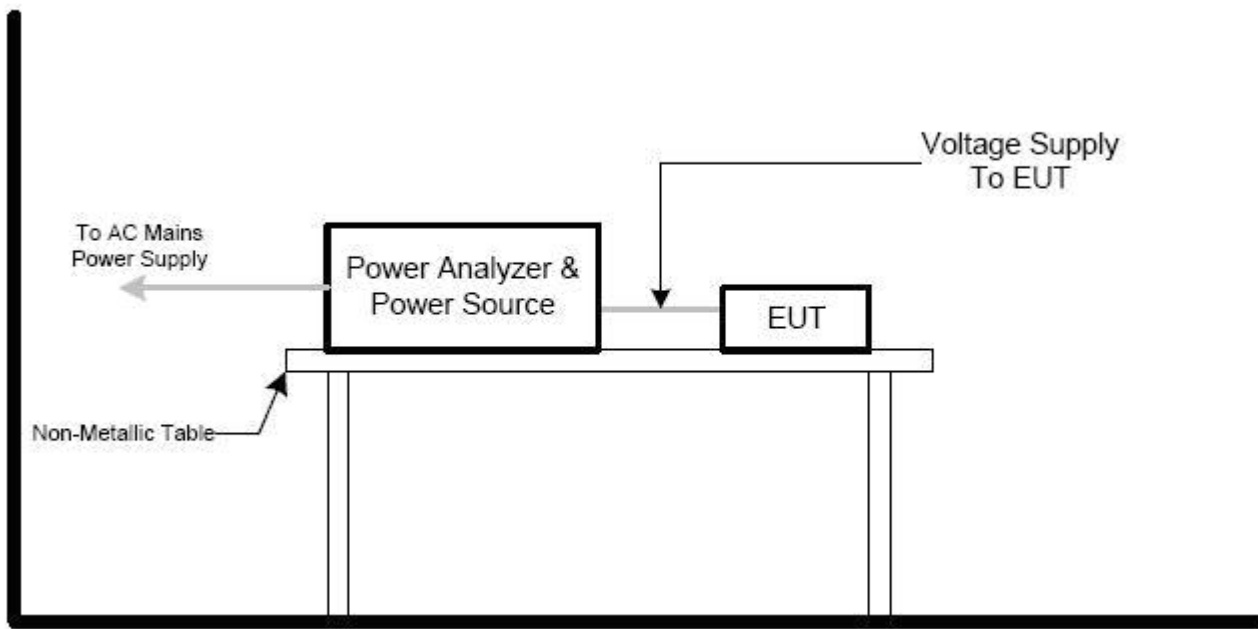 Voltage Supply
To EUT
To AC Mains
Power Supply
Power Analyzer &
Power Source
EUT
Non-Metallic Table